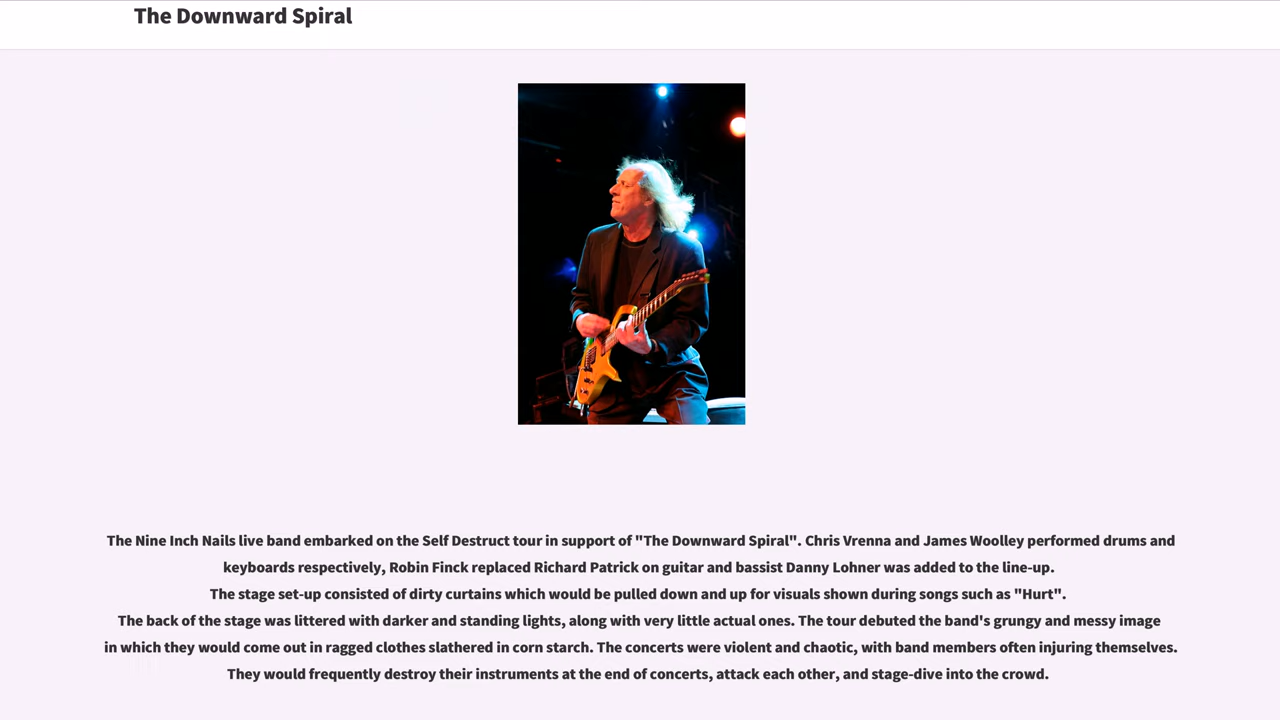 The Downward Spiral
The Nine Inch Nails live band embarked on the Self Destruct tour in support of "The Downward Spiral". Chris Vrenna and James Woolley performed drums and
keyboards respectively, Robin Finck replaced Richard Patrick on guitar and bassist Danny Lohner was added to the line-up.
The stage set-up consisted of dirty curtains which would be pulled down and up for visuals shown during songs such as "Hurt".
The back of the stage was littered with darker and standing lights, along with very little actual ones. The tour debuted the band's grungy and messy image
in which they would come out in ragged clothes slathered in corn starch. The concerts were violent and chaotic, with band members often injuring themselves.
They would frequently destroy their instruments at the end of concerts, attack each other, and stage-dive into the crowd.